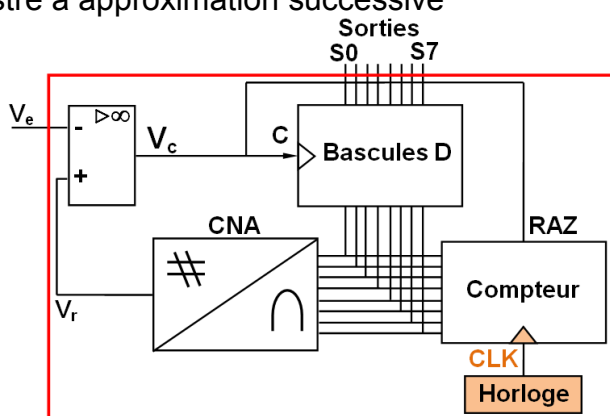 stre a approximation successive
Sorties
S0 S7
Ve
▷∞
-
+
Vc
C
Bascules D
CNA
RAZ
Compteur
Vr
CLK
Horloge